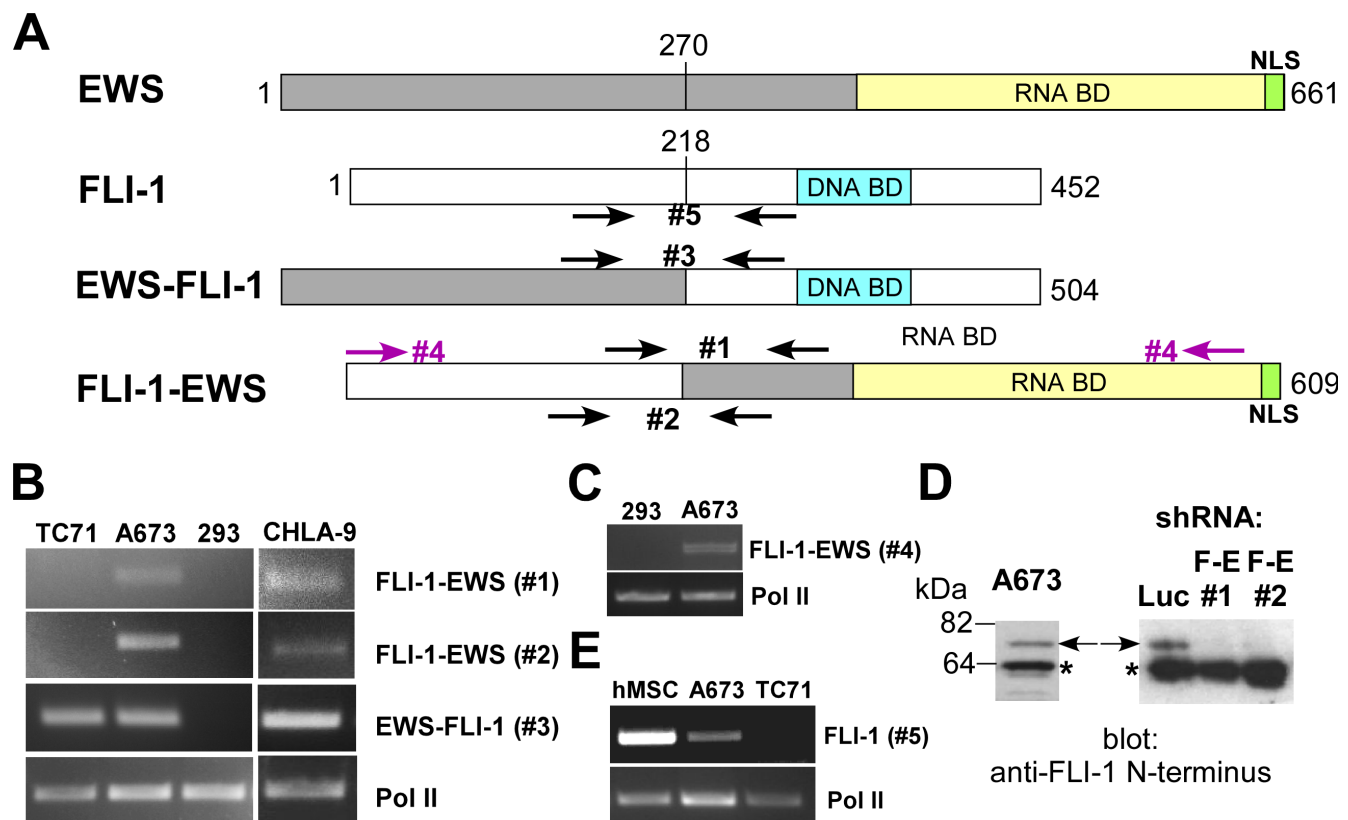 A
270
NLS
EWS
1
RNA BD
661
218
FLI-1
1
DNA BD
452
#5
#3
EWS-FLI-1
DNA BD
504
#4
#1
RNA BD
#4
FLI-1-EWS
RNA BD
609
#2
NLS
B
TC71 A673 293 CHLA-9
FLI-1-EWS (#1)
FLI-1-EWS (#2)
EWS-FLI-1 (#3)
Pol II
C
293 A673
FLI-1-EWS (#4)
Pol II
E
hMSC A673 TC71
FLI-1 (#5)
Pol II
D
shRNA:
F-E F-E
kDa A673 Luc #1 #2
82
64
* *
blot:
anti-FLI-1 N-terminus